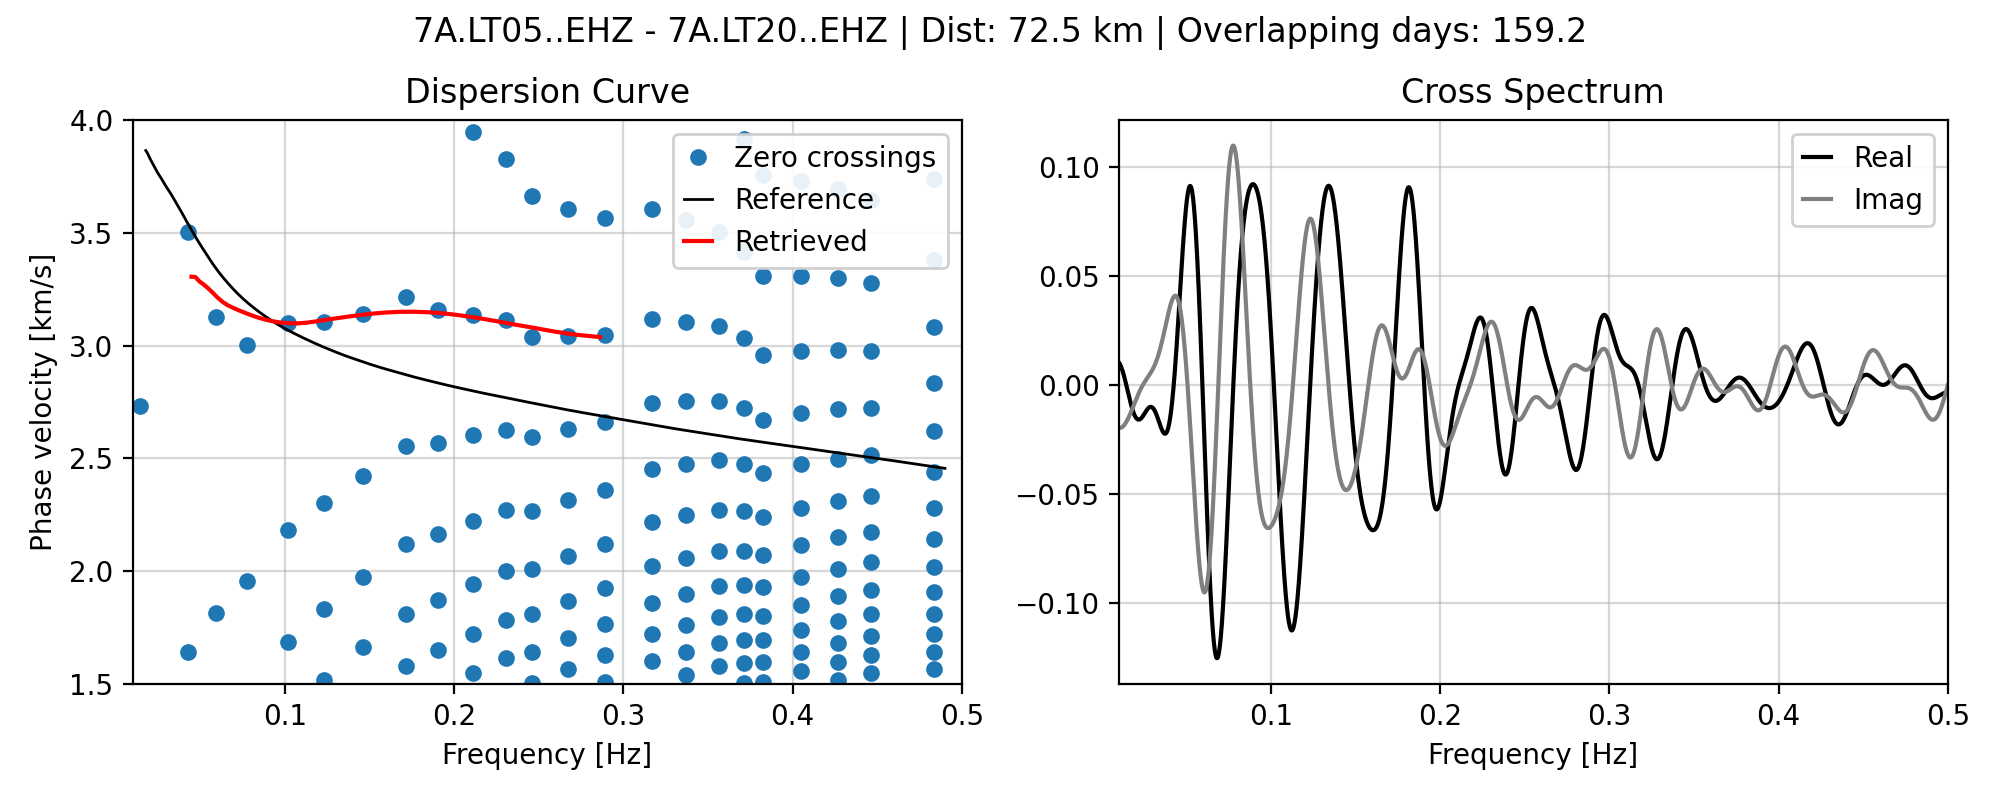 7A.LT05..EHZ - 7A.LT20..EHZ | Dist: 72.5 km | Overlapping days: 159.2
Dispersion Curve
Zero crossings
Reference
Retrieved
4.0
3.5
3.0
2.5
2.0
1.5
Phase velocity [km/s]
0.1
0.2
0.3
0.4
0.5
Frequency [Hz]
Cross Spectrum
Real
Imag
0.10
0.05
0.00
−0.05
−0.10
0.1
0.2
0.3
0.4
0.5
Frequency [Hz]